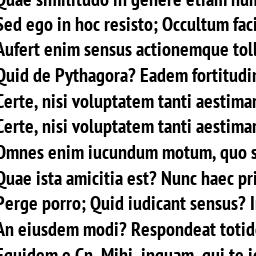 Quae similitudo in genere etiam hum
Sed ego in hoc resisto; Occultum faci
Aufert enim sensus actionemque toll
Quid de Pythagora? Eadem fortitudin
Certe, nisi voluptatem tanti aestimar
Certe, nisi voluptatem tanti aestimar
Omnes enim iucundum motum, quo s
Quae ista amicitia est? Nunc haec pri
Perge porro; Quid iudicant sensus? I
An eiusdem modi? Respondeat totid
Equidem e Cn. Mihi, inquam, qui te i